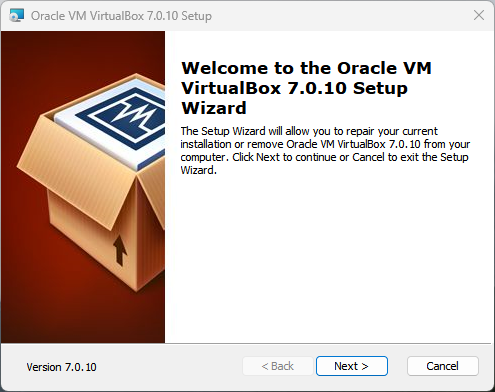 Oracle VM VirtualBox 7.0.10 Setup
Welcome to the Oracle VM
VirtualBox 7.0.10 Setup
Wizard
The Setup Wizard will allow you to repair your current
installation or remove Oracle VM VirtualBox 7.0.10 from your
computer. Click Next to continue or Cancel to exit the Setup
Wizard.
Version 7.0.10
< Back
Next >
Cancel